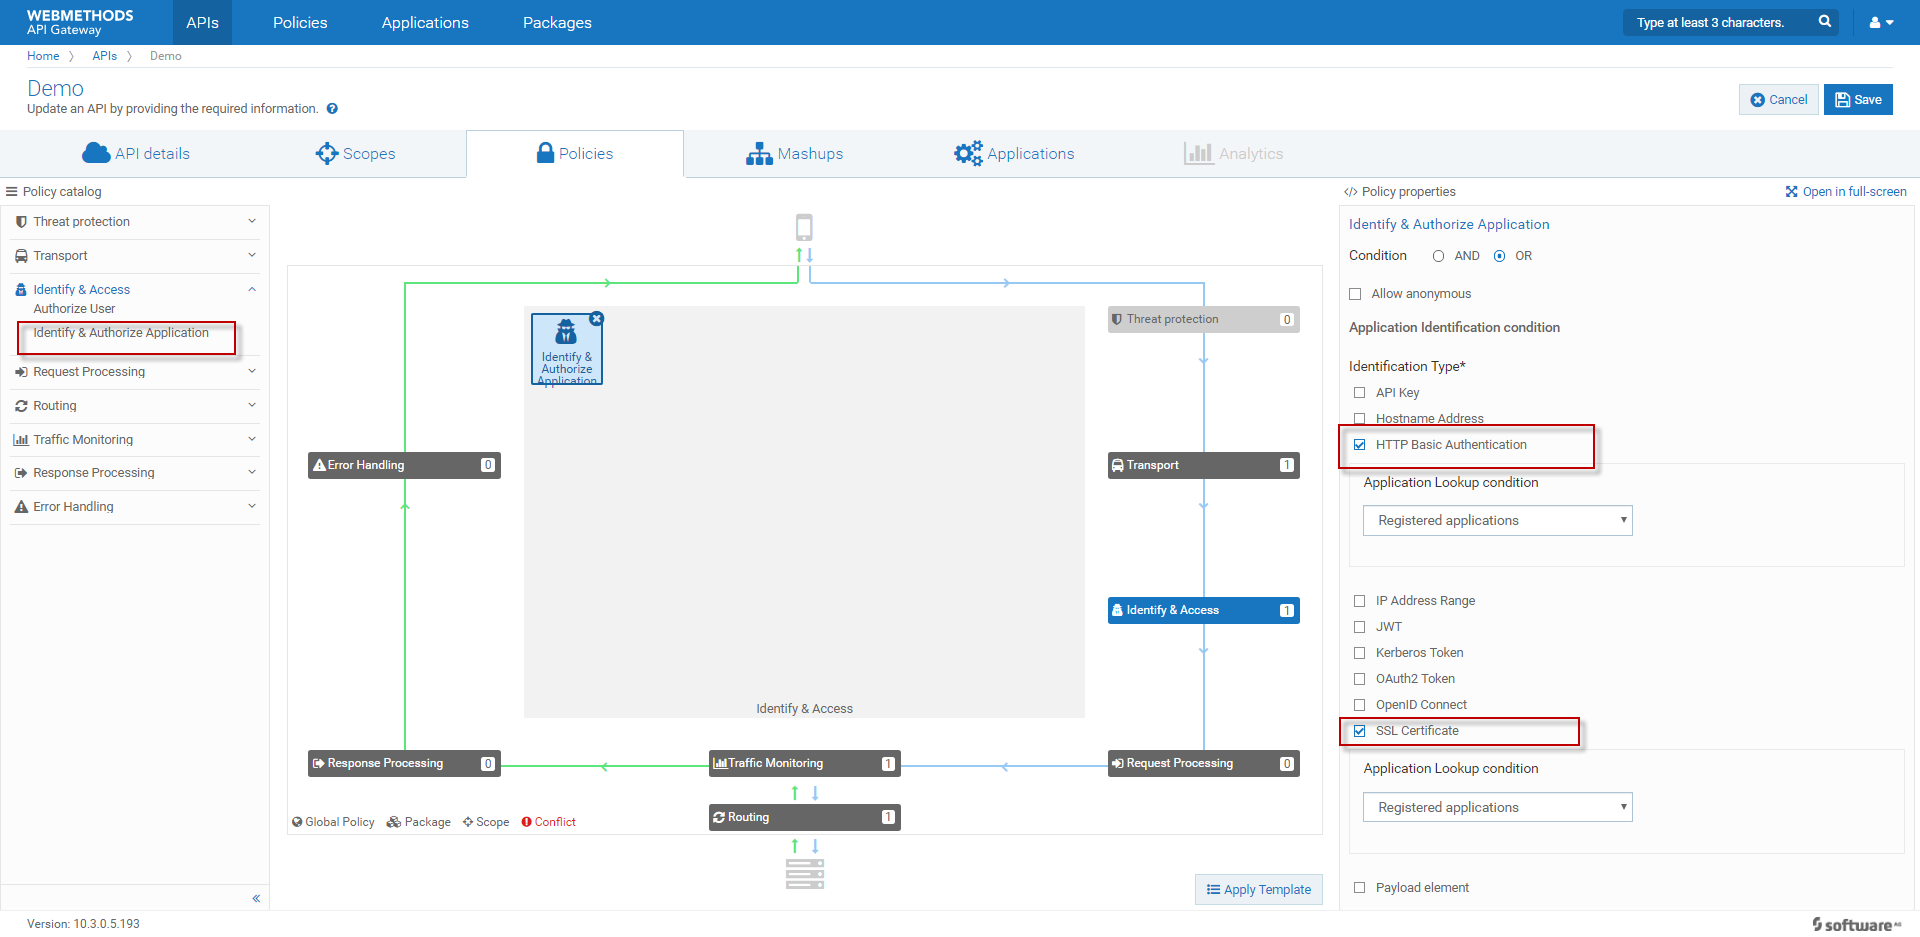 WEBMETHODS
API Gateway
APIs
Policies
Applications
Packages
Type at least 3 characters.
Home
APIs
Demo
Demo
Update an API by providing the required information.
Cancel
Save
API details
Scopes
Policies
Mashups
Applications
Analytics
Policy catalog
Threat protection
Transport
Identify & Access
Authorize User
Identify & Authorize Application
Request Processing
Routing
Traffic Monitoring
Response Processing
Error Handling
Identify &
Authorize
Application
Threat protection 0
Error Handling 0
Transport 1
Identify & Access 1
Identify & Access
Response Processing 0
Traffic Monitoring 1
Request Processing 0
Routing 1
Global Policy
Package
Scope
Conflict
Apply Template
</> Policy properties
Open in full-screen
Identify & Authorize Application
Condition AND OR
Allow anonymous
Application Identification condition
Identification Type*
API Key
Hostname Address
HTTP Basic Authentication
Application Lookup condition
Registered applications
IP Address Range
JWT
Kerberos Token
OAuth2 Token
OpenID Connect
SSL Certificate
Application Lookup condition
Registered applications
Payload element
Version: 10.3.0.5.193
software AG